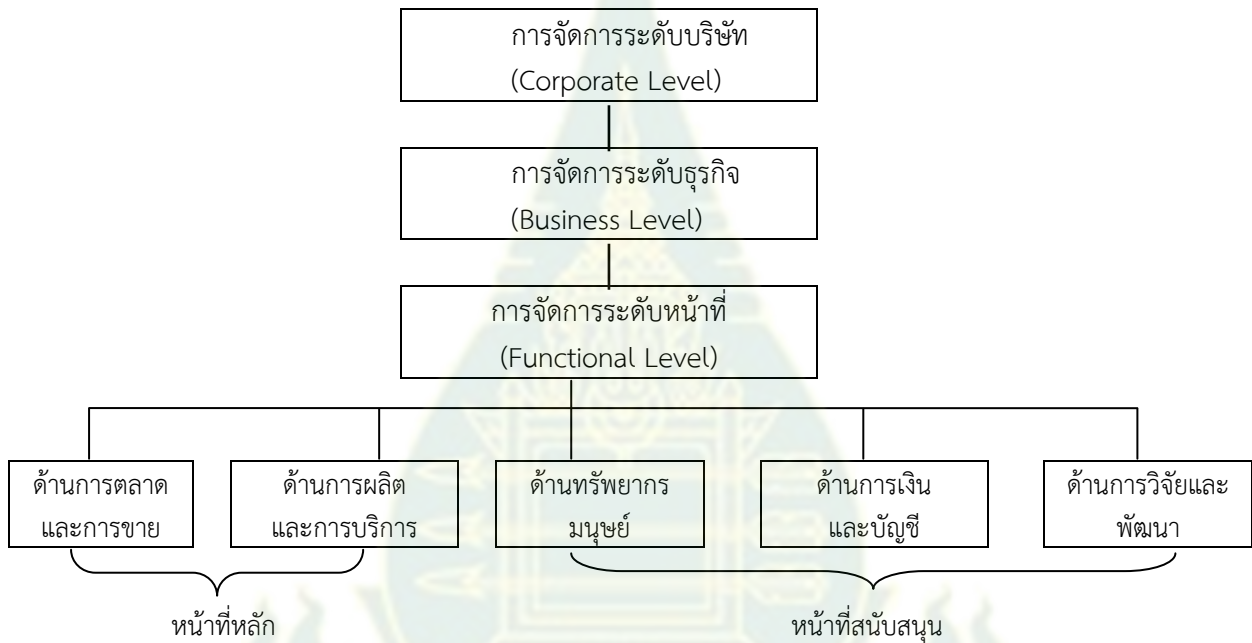 การจัดการระดับบริษัท
(Corporate Level)
การจัดการระดับธุรกิจ
(Business Level)
การจัดการระดับหน้าที่
(Functional Level)
ด้านการตลาด
และการขาย
ด้านการผลิต
และการบริการ
ด้านทรัพยากร
มนุษย์
ด้านการเงิน
และบัญชี
ด้านการวิจัยและ
พัฒนา
หน้าที่หลัก
หน้าที่สนับสนุน